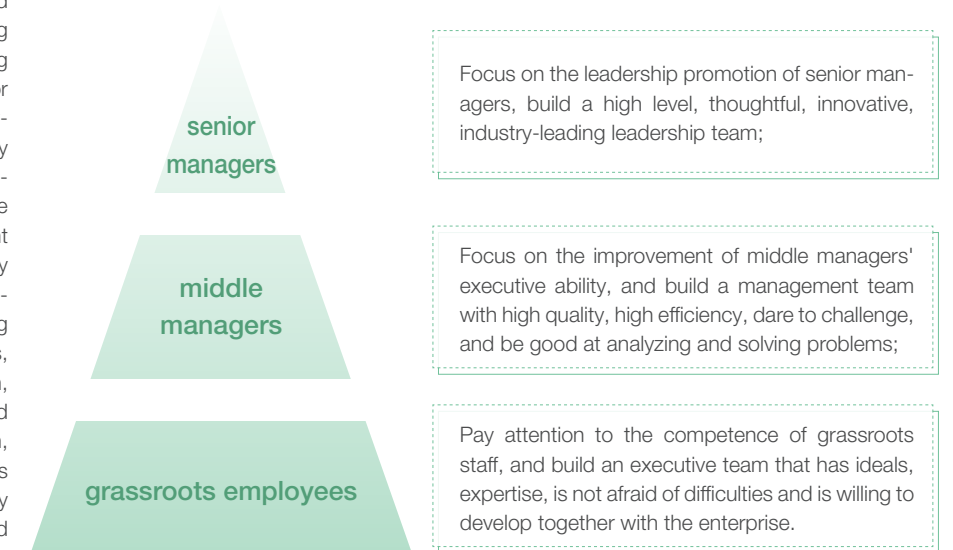 senior
managers
Focus on the leadership promotion of senior man-
agers, build a high level, thoughtful, innovative,
industry-leading leadership team;
middle
managers
Focus on the improvement of middle managers'
executive ability, and build a management team
with high quality, high efficiency, dare to challenge,
and be good at analyzing and solving problems;
grassroots employees
Pay attention to the competence of grassroots
staff, and build an executive team that has ideals,
expertise, is not afraid of difficulties and is willing to
develop together with the enterprise.